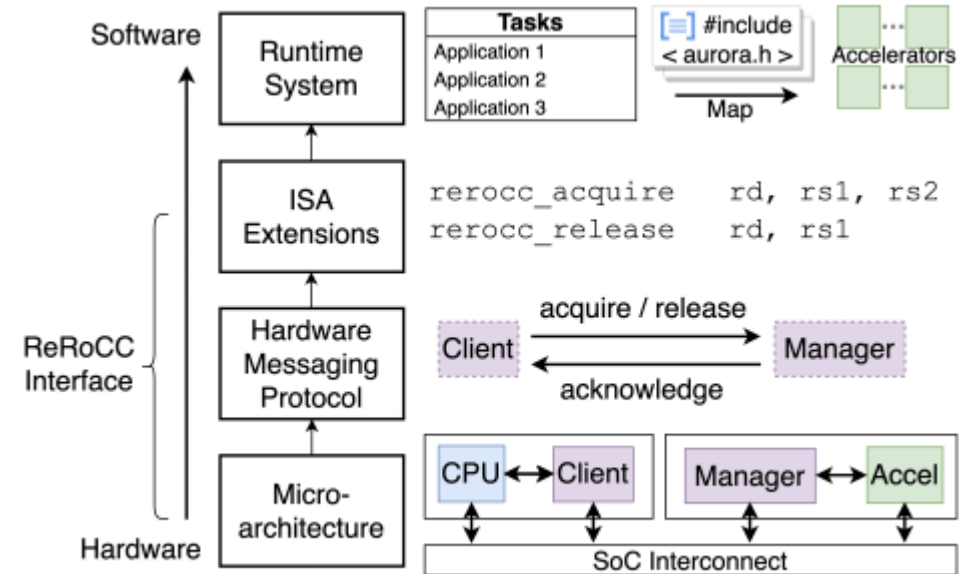 Software
Runtime
System
Tasks
Application 1
Application 2
Application 3
[≡] #include
< aurora.h >
Map
Accelerators
ISA
Extensions
rerocc_acquire rd, rs1, rs2
rerocc_release rd, rs1
ReRoCC
Interface
Hardware
Messaging
Protocol
Client
acquire / release
acknowledge
Manager
Micro-
architecture
CPU
Client
Manager
Accel
SoC Interconnect
Hardware